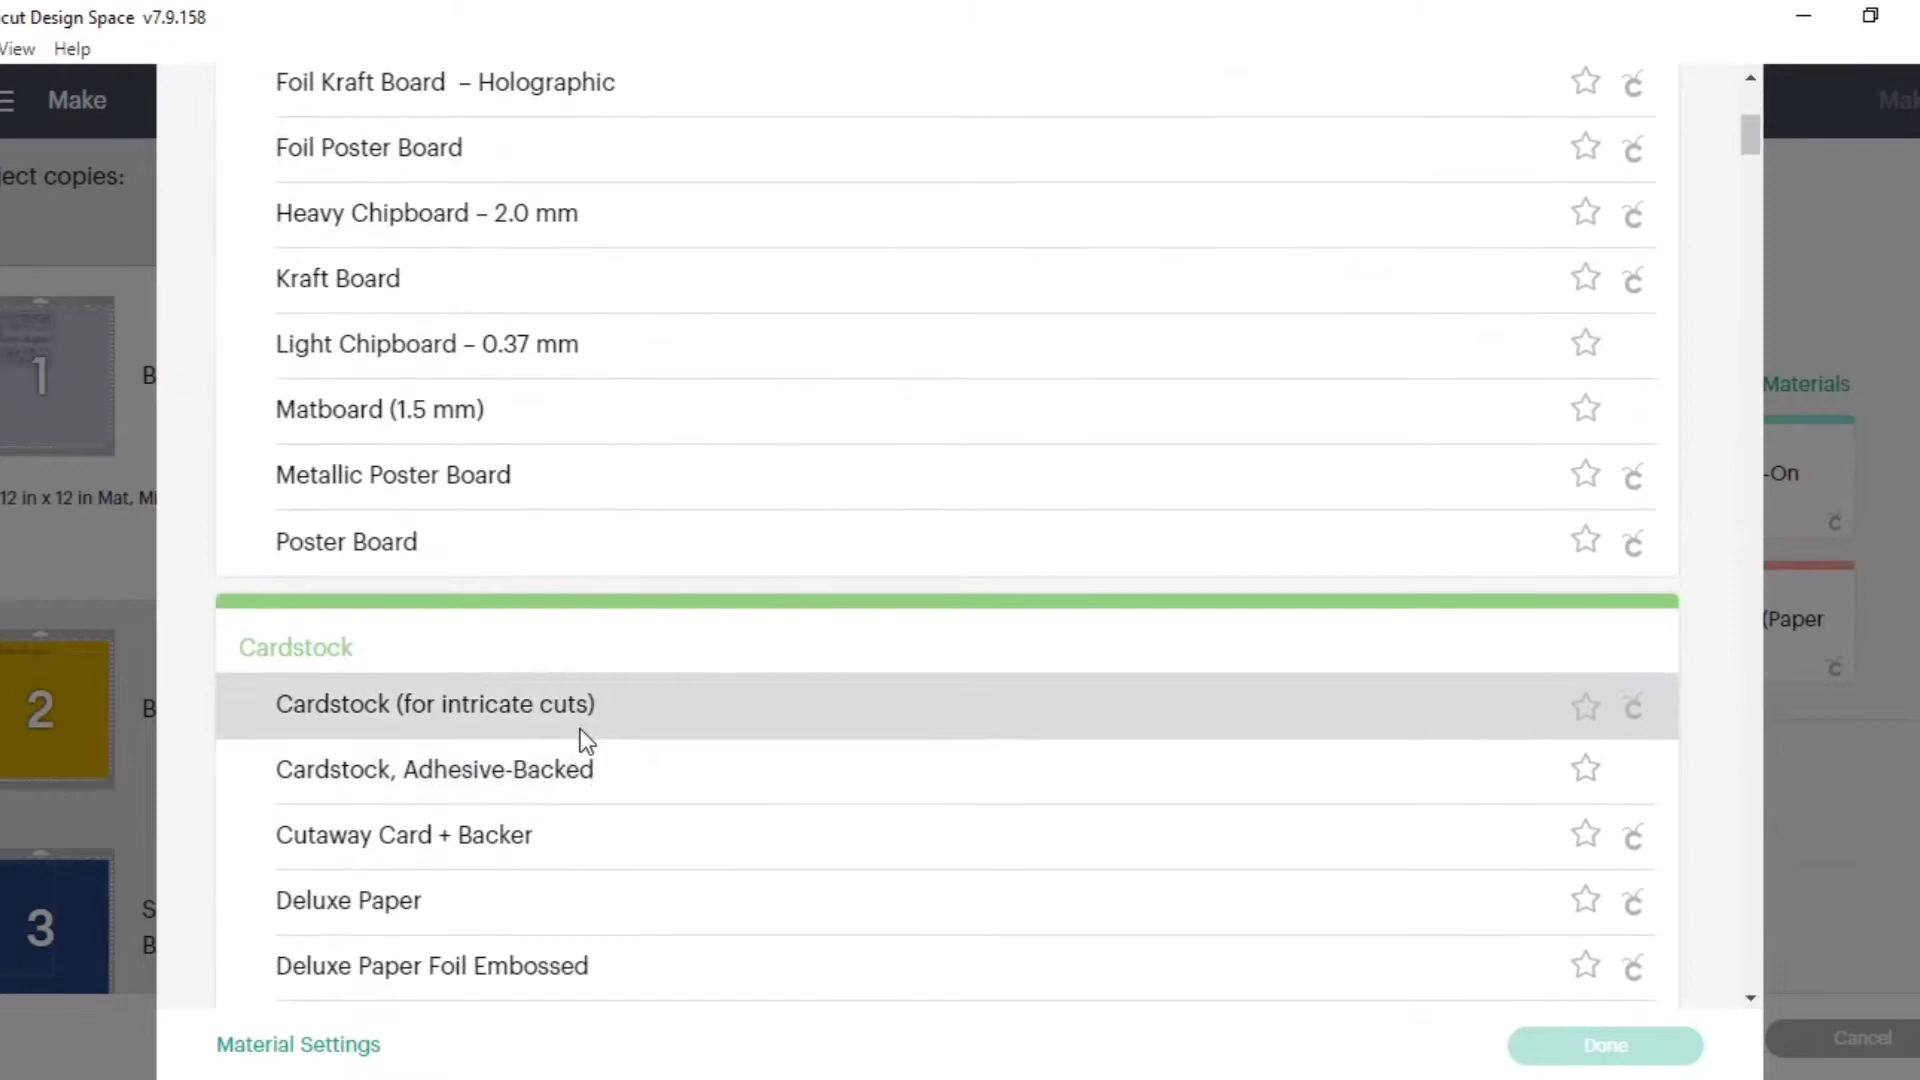 cut Design Space v7.9.158
View Help
Make
Mak
ject copies:
1
B
12 in x 12 in Mat, Mi
2
B
3
S
B
Foil Kraft Board – Holographic
Foil Poster Board
Heavy Chipboard – 2.0 mm
Kraft Board
Light Chipboard – 0.37 mm
Matboard (1.5 mm)
Metallic Poster Board
Poster Board
Cardstock
Cardstock (for intricate cuts)
Cardstock, Adhesive-Backed
Cutaway Card + Backer
Deluxe Paper
Deluxe Paper Foil Embossed
Materials
-On
(Paper
Material Settings
Done
Cancel